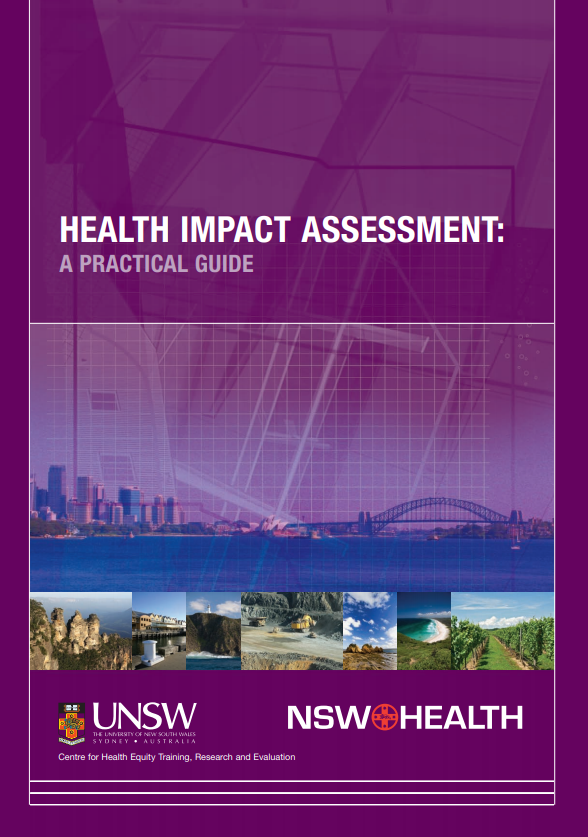 HEALTH IMPACT ASSESSMENT:
A PRACTICAL GUIDE
UNSW
THE UNIVERSITY OF NEW SOUTH WALES
SYDNEY • AUSTRALIA
NSW HEALTH
Centre for Health Equity Training, Research and Evaluation